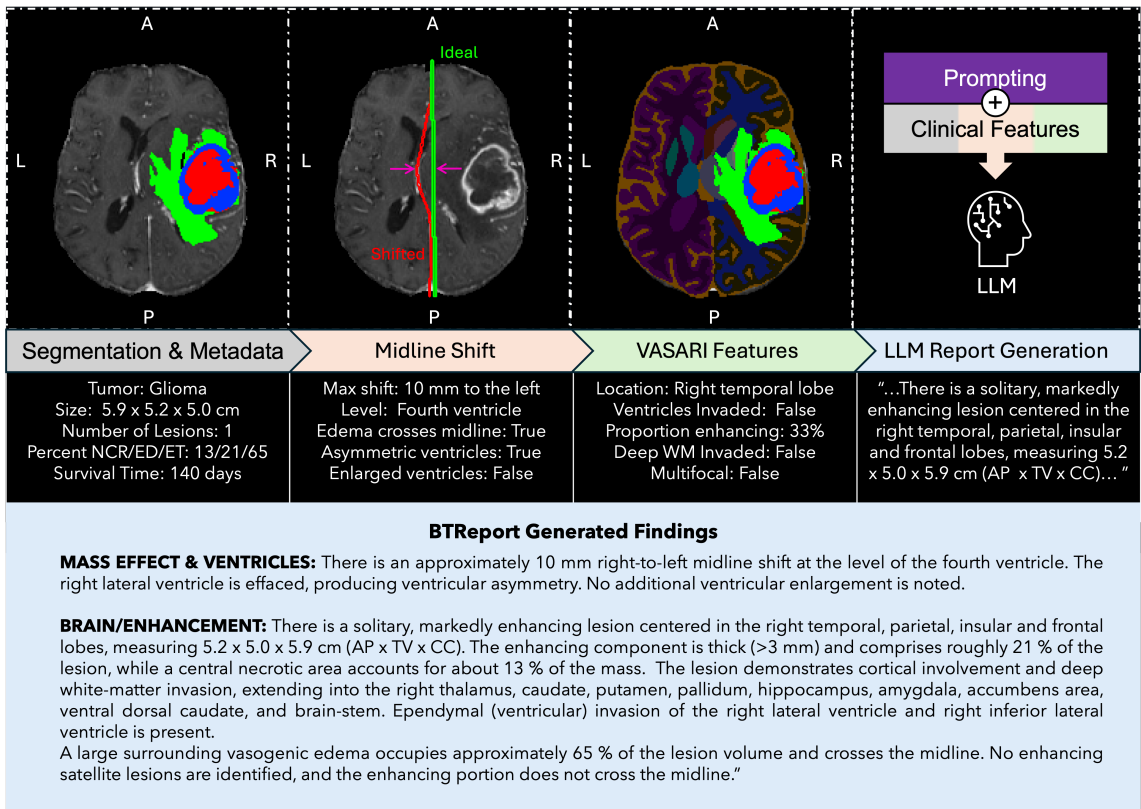 A
A
A
Ideal
Prompting
+
Clinical Features
L
R
L
R
L
R
Shifted
LLM
P
P
P
Segmentation & Metadata
Midline Shift
VASARI Features
LLM Report Generation
Tumor: Glioma
Size: 5.9 x 5.2 x 5.0 cm
Number of Lesions: 1
Percent NCR/ED/ET: 13/21/65
Survival Time: 140 days
Max shift: 10 mm to the left
Level: Fourth ventricle
Edema crosses midline: True
Asymmetric ventricles: True
Enlarged ventricles: False
Location: Right temporal lobe
Ventricles Invaded: False
Proportion enhancing: 33%
Deep WM Invaded: False
Multifocal: False
“...There is a solitary, markedly
enhancing lesion centered in the
right temporal, parietal, insular
and frontal lobes, measuring 5.2
x 5.0 x 5.9 cm (AP x TV x CC)... ”
BTReport Generated Findings
MASS EFFECT & VENTRICLES: There is an approximately 10 mm right-to-left midline shift at the level of the fourth ventricle. The
right lateral ventricle is effaced, producing ventricular asymmetry. No additional ventricular enlargement is noted.
BRAIN/ENHANCEMENT: There is a solitary, markedly enhancing lesion centered in the right temporal, parietal, insular and frontal
lobes, measuring 5.2 x 5.0 x 5.9 cm (AP x TV x CC). The enhancing component is thick (>3 mm) and comprises roughly 21 % of the
lesion, while a central necrotic area accounts for about 13 % of the mass. The lesion demonstrates cortical involvement and deep
white-matter invasion, extending into the right thalamus, caudate, putamen, pallidum, hippocampus, amygdala, accumbens area,
ventral dorsal caudate, and brain-stem. Ependymal (ventricular) invasion of the right lateral ventricle and right inferior lateral
ventricle is present.
A large surrounding vasogenic edema occupies approximately 65 % of the lesion volume and crosses the midline. No enhancing
satellite lesions are identified, and the enhancing portion does not cross the midline.”